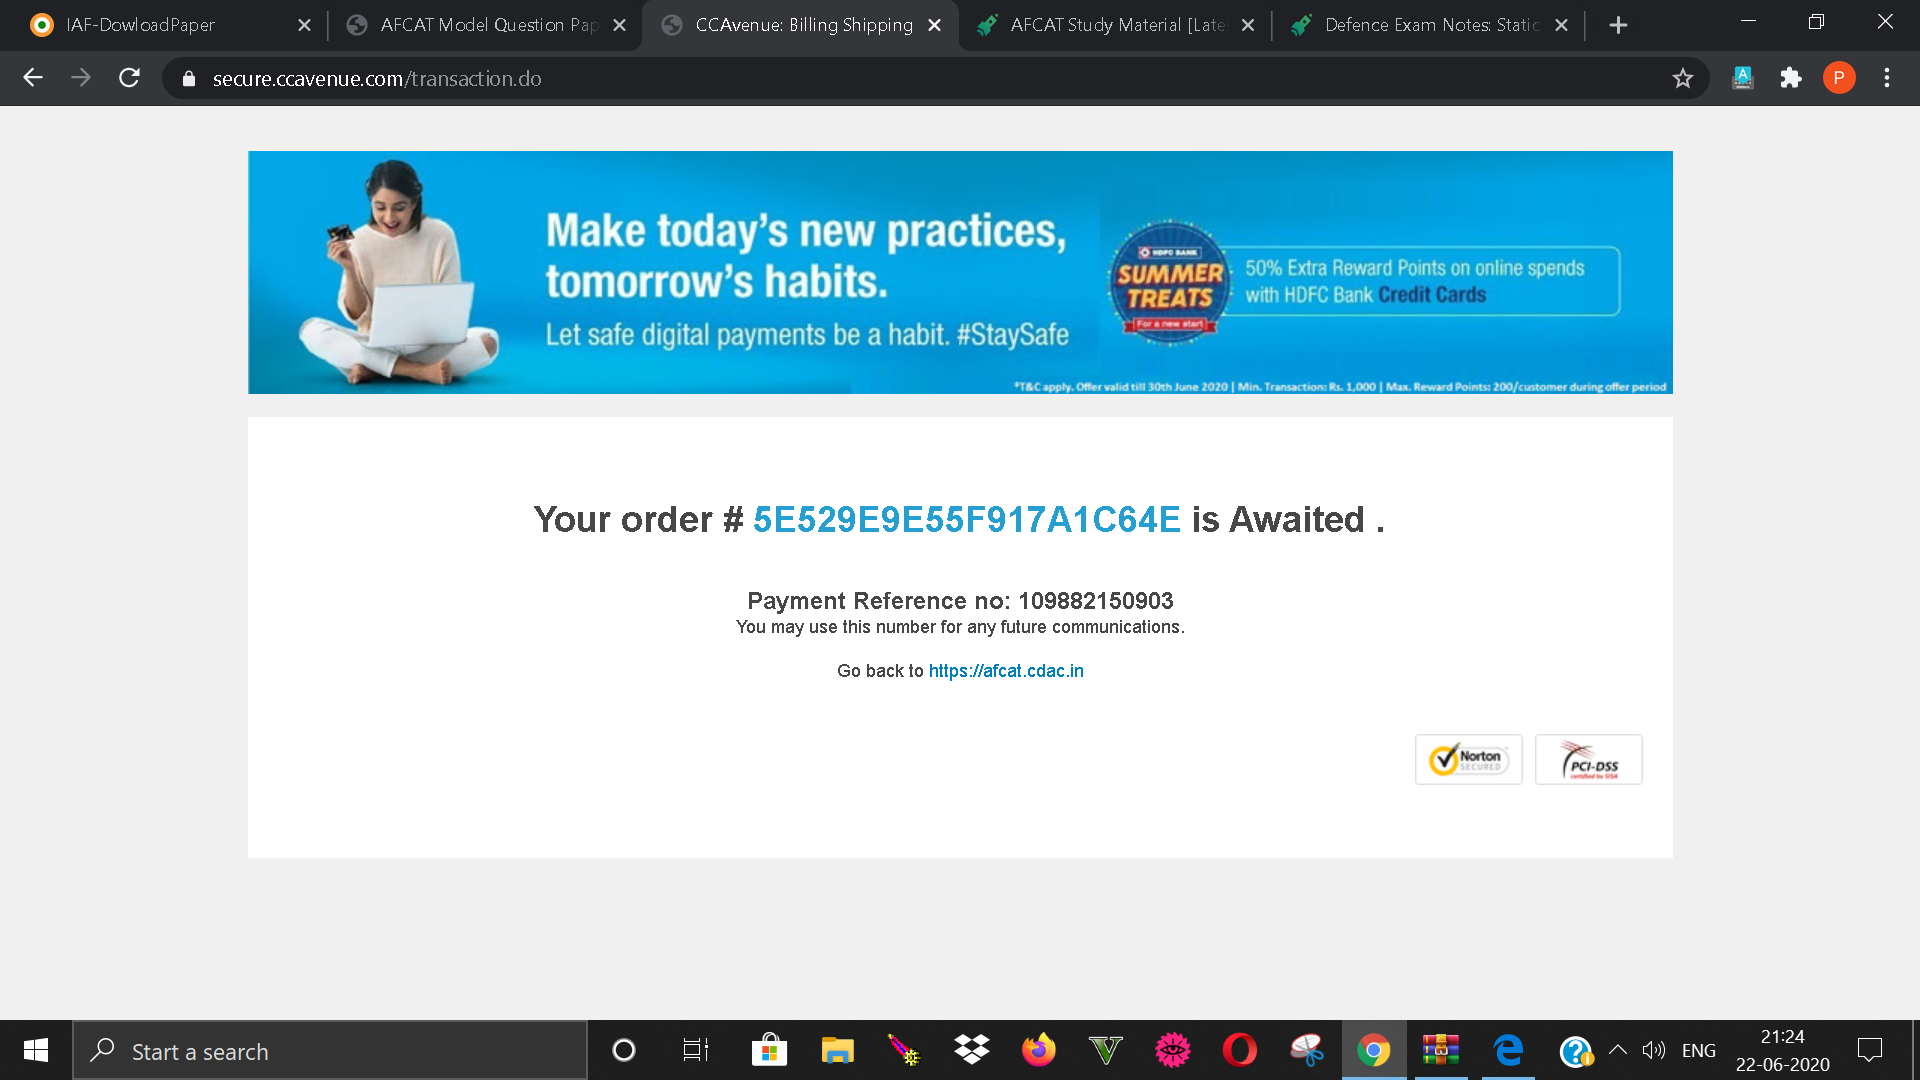 IAF-DowloadPaper
AFCAT Model Question Pap
CCAvenue: Billing Shipping
AFCAT Study Material [Late
Defence Exam Notes: Static
secure.ccavenue.com/transaction.do
A
P
Make today's new practices,
tomorrow's habits.
Let safe digital payments be a habit. #StaySafe
HDFC BANK
SUMMER
TREATS
For a new start
50% Extra Reward Points on online spends
with HDFC Bank Credit Cards
*T&C apply. Offer valid till 30th June 2020 | Min. Transaction: Rs. 1,000 | Max. Reward Points: 200/customer during offer period
Your order # 5E529E9E55F917A1C64E is Awaited .
Payment Reference no: 109882150903
You may use this number for any future communications.
Go back to https://afcat.cdac.in
Norton
SECURED
PCI-DSS
certified by SISA
Start a search
ENG
21:24
22-06-2020